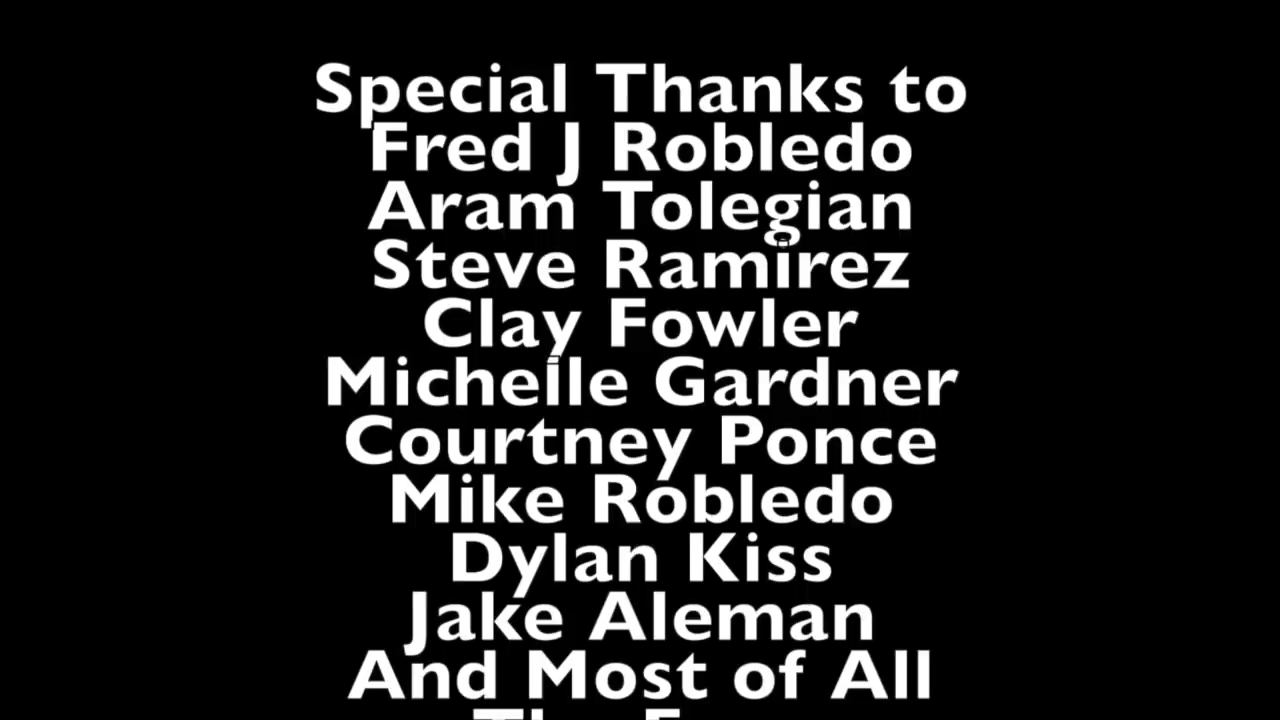 Special Thanks to
Fred J Robledo
Aram Tolegian
Steve Ramirez
Clay Fowler
Michelle Gardner
Courtney Ponce
Mike Robledo
Dylan Kiss
Jake Aleman
And Most of All